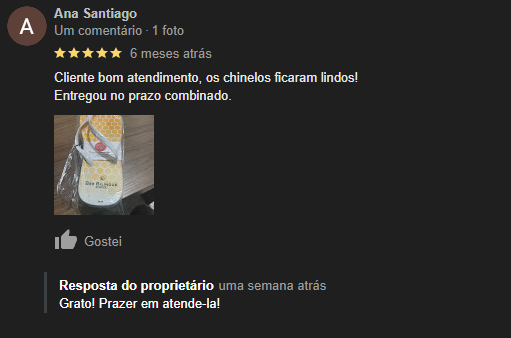 A
Ana Santiago
Um comentário · 1 foto
6 meses atrás
Cliente bom atendimento, os chinelos ficaram lindos!
Entregou no prazo combinado.
Gostei
Resposta do proprietário uma semana atrás
Grato! Prazer em atende-la!